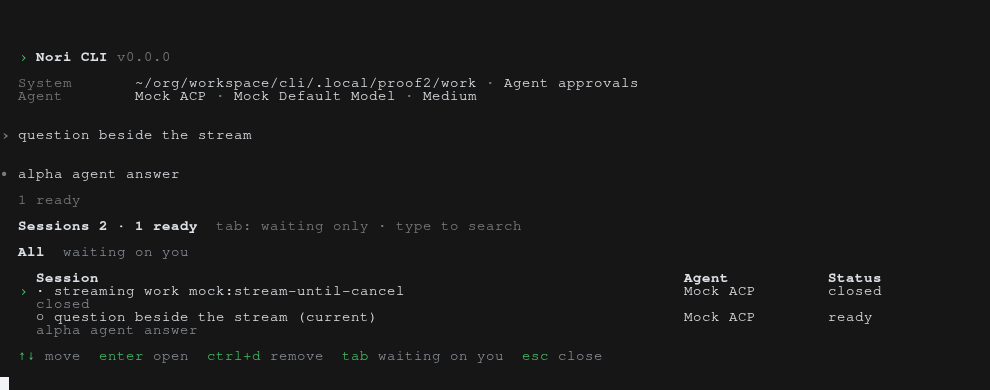 › Nori CLI v0.0.0
System ~/org/workspace/cli/.local/proof2/work · Agent approvals
Agent Mock ACP · Mock Default Model · Medium
› question beside the stream
• alpha agent answer
1 ready
Sessions 2 · 1 ready tab: waiting only · type to search
All waiting on you
Session Agent Status
› · streaming work mock:stream-until-cancel Mock ACP closed
closed
○ question beside the stream (current) Mock ACP ready
alpha agent answer
↑↓ move enter open ctrl+d remove tab waiting on you esc close